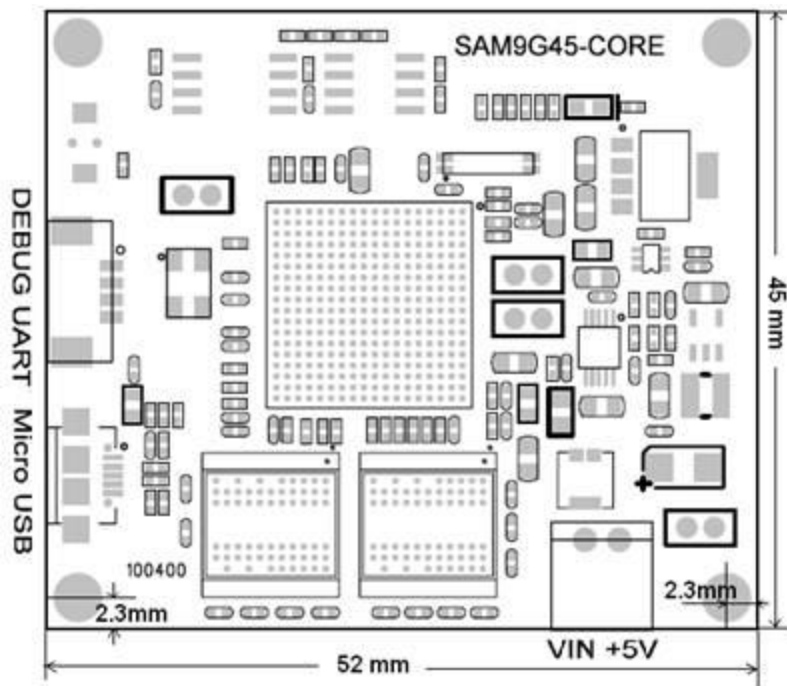 SAM9G45-CORE
DEBUG UART
Micro USB
45 mm
100400
2.3mm
2.3mm
VIN +5V
52 mm